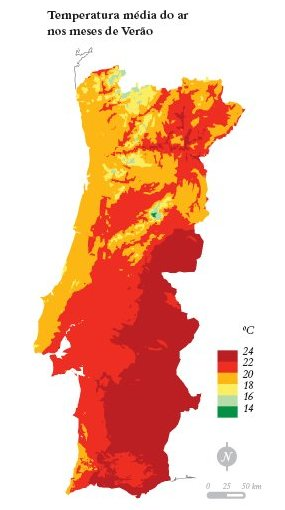 Temperatura média do ar
nos meses de Verão
ºC
24
22
20
18
16
14
N
0 25 50 km